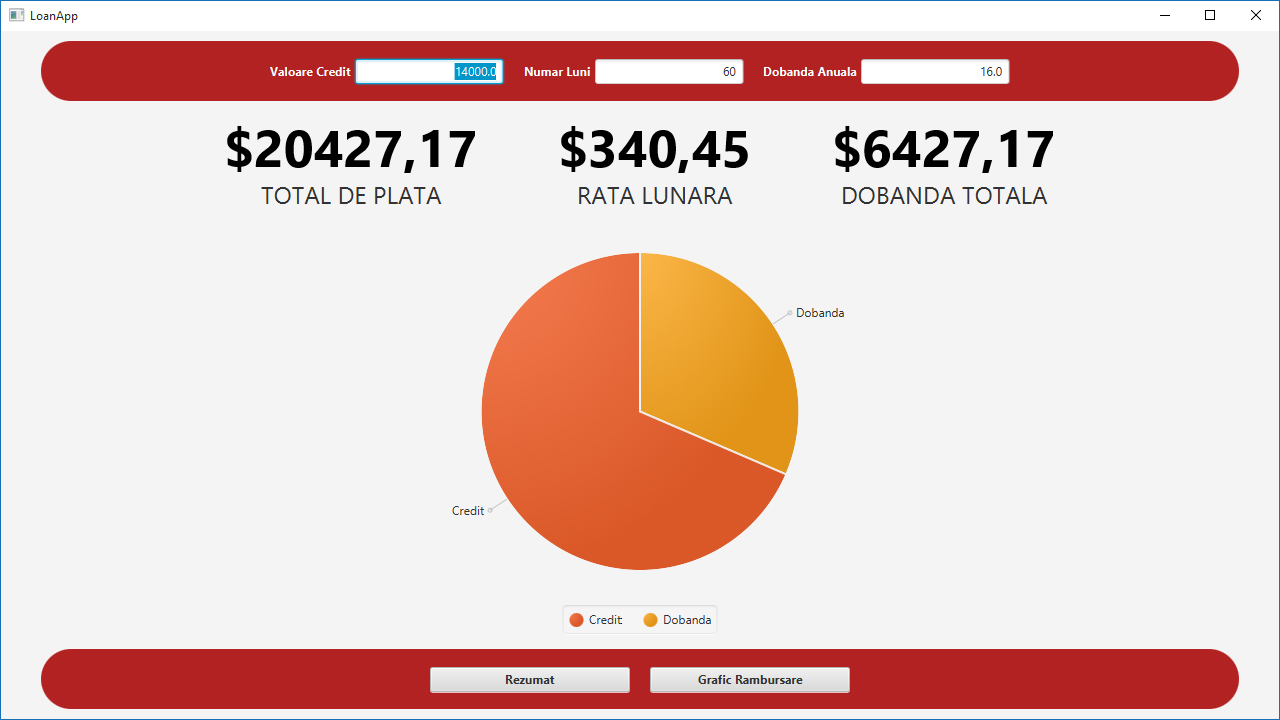 LoanApp
Valoare Credit 14000.0 Numar Luni 60 Dobanda Anuala 16.0
$20427,17 $340,45 $6427,17
TOTAL DE PLATA RATA LUNARA DOBANDA TOTALA
Dobanda
Credit
Credit Dobanda
Rezumat Grafic Rambursare